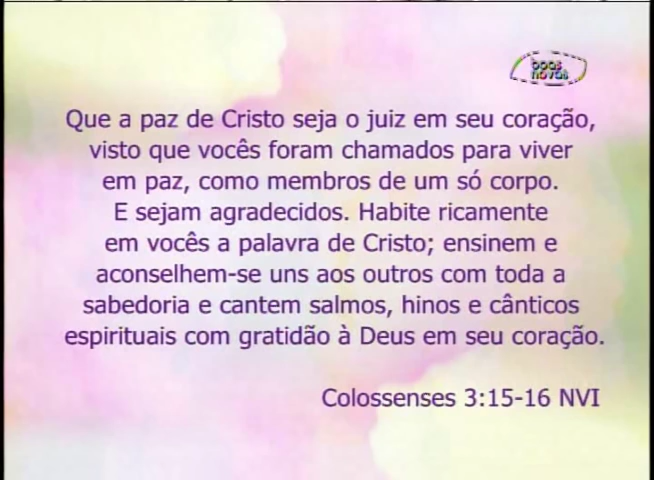 boas
novas
Que a paz de Cristo seja o juiz em seu coração,
visto que vocês foram chamados para viver
em paz, como membros de um só corpo.
E sejam agradecidos. Habite ricamente
em vocês a palavra de Cristo; ensinem e
aconselhem-se uns aos outros com toda a
sabedoria e cantem salmos, hinos e cânticos
espirituais com gratidão à Deus em seu coração.
Colossenses 3:15-16 NVI